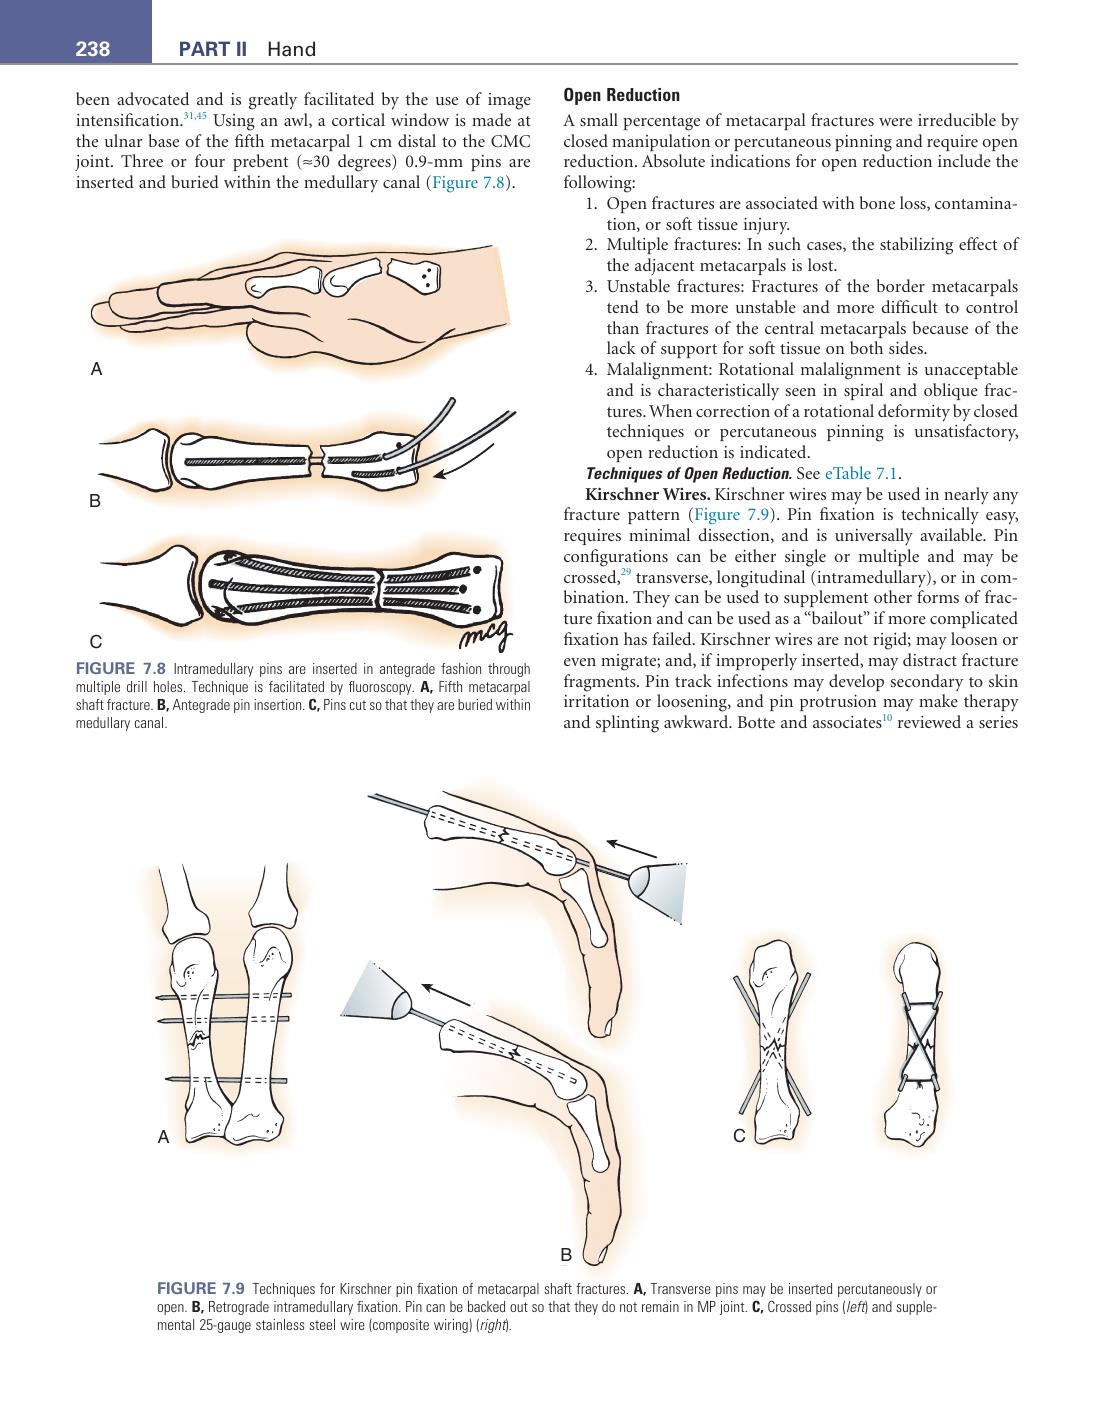 238
PART II Hand
been advocated and is greatly facilitated by the use of image
intensification.31,45 Using an awl, a cortical window is made at
the ulnar base of the fifth metacarpal 1 cm distal to the CMC
joint. Three or four prebent (≈30 degrees) 0.9-mm pins are
inserted and buried within the medullary canal (Figure 7.8).
A
B
C
mcg
FIGURE 7.8 Intramedullary pins are inserted in antegrade fashion through
multiple drill holes. Technique is facilitated by fluoroscopy. A, Fifth metacarpal
shaft fracture. B, Antegrade pin insertion. C, Pins cut so that they are buried within
medullary canal.
Open Reduction
A small percentage of metacarpal fractures were irreducible by
closed manipulation or percutaneous pinning and require open
reduction. Absolute indications for open reduction include the
following:
1. Open fractures are associated with bone loss, contamina-
tion, or soft tissue injury.
2. Multiple fractures: In such cases, the stabilizing effect of
the adjacent metacarpals is lost.
3. Unstable fractures: Fractures of the border metacarpals
tend to be more unstable and more difficult to control
than fractures of the central metacarpals because of the
lack of support for soft tissue on both sides.
4. Malalignment: Rotational malalignment is unacceptable
and is characteristically seen in spiral and oblique frac-
tures. When correction of a rotational deformity by closed
techniques or percutaneous pinning is unsatisfactory,
open reduction is indicated.
Techniques of Open Reduction. See eTable 7.1.
Kirschner Wires. Kirschner wires may be used in nearly any
fracture pattern (Figure 7.9). Pin fixation is technically easy,
requires minimal dissection, and is universally available. Pin
configurations can be either single or multiple and may be
crossed,29 transverse, longitudinal (intramedullary), or in com-
bination. They can be used to supplement other forms of frac-
ture fixation and can be used as a “bailout” if more complicated
fixation has failed. Kirschner wires are not rigid; may loosen or
even migrate; and, if improperly inserted, may distract fracture
fragments. Pin track infections may develop secondary to skin
irritation or loosening, and pin protrusion may make therapy
and splinting awkward. Botte and associates10 reviewed a series
A
B
C
FIGURE 7.9 Techniques for Kirschner pin fixation of metacarpal shaft fractures. A, Transverse pins may be inserted percutaneously or
open. B, Retrograde intramedullary fixation. Pin can be backed out so that they do not remain in MP joint. C, Crossed pins (left) and supple-
mental 25-gauge stainless steel wire (composite wiring) (right).